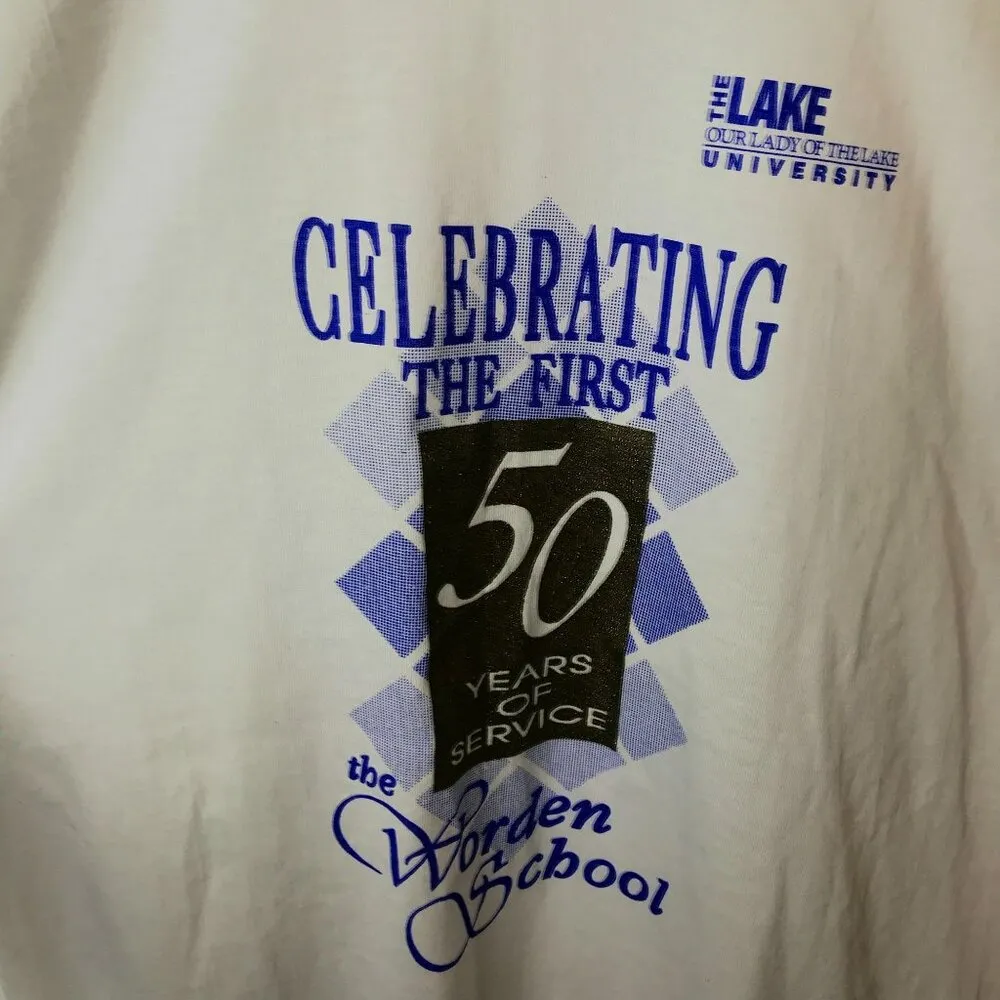 THE LAKE
OUR LADY OF THE LAKE
UNIVERSITY
CELEBRATING
THE FIRST
50
YEARS
OF
SERVICE
the
Worden
School